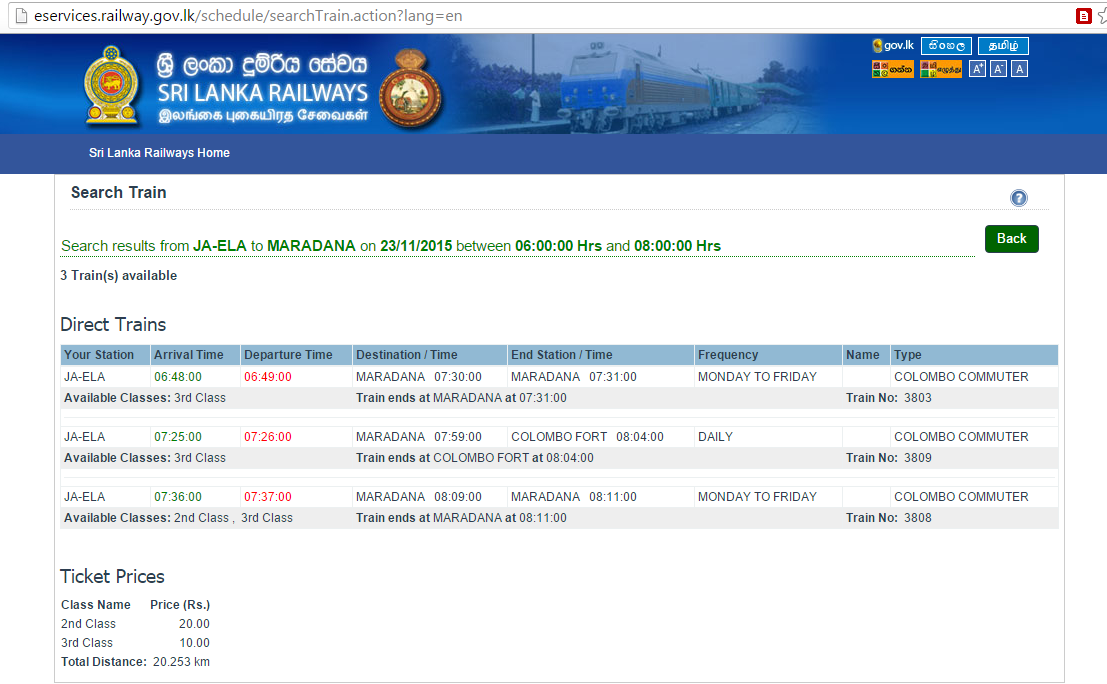 eservices.railway.gov.lk/schedule/searchTrain.action?lang=en
ශ්‍රී ලංකා දුම්රිය සේවය
SRI LANKA RAILWAYS
இலங்கை புகையிரத சேவைகள்
gov.lk සිංහල தமிழ்
A+ A- A
Sri Lanka Railways Home
Search Train
?
Search results from JA-ELA to MARADANA on 23/11/2015 between 06:00:00 Hrs and 08:00:00 Hrs
Back
3 Train(s) available
Direct Trains
Your Station Arrival Time Departure Time Destination / Time End Station / Time Frequency Name Type
JA-ELA 06:48:00 06:49:00 MARADANA 07:30:00 MARADANA 07:31:00 MONDAY TO FRIDAY COLOMBO COMMUTER
Available Classes: 3rd Class Train ends at MARADANA at 07:31:00 Train No: 3803
JA-ELA 07:25:00 07:26:00 MARADANA 07:59:00 COLOMBO FORT 08:04:00 DAILY COLOMBO COMMUTER
Available Classes: 3rd Class Train ends at COLOMBO FORT at 08:04:00 Train No: 3809
JA-ELA 07:36:00 07:37:00 MARADANA 08:09:00 MARADANA 08:11:00 MONDAY TO FRIDAY COLOMBO COMMUTER
Available Classes: 2nd Class , 3rd Class Train ends at MARADANA at 08:11:00 Train No: 3808
Ticket Prices
Class Name Price (Rs.)
2nd Class 20.00
3rd Class 10.00
Total Distance: 20.253 km